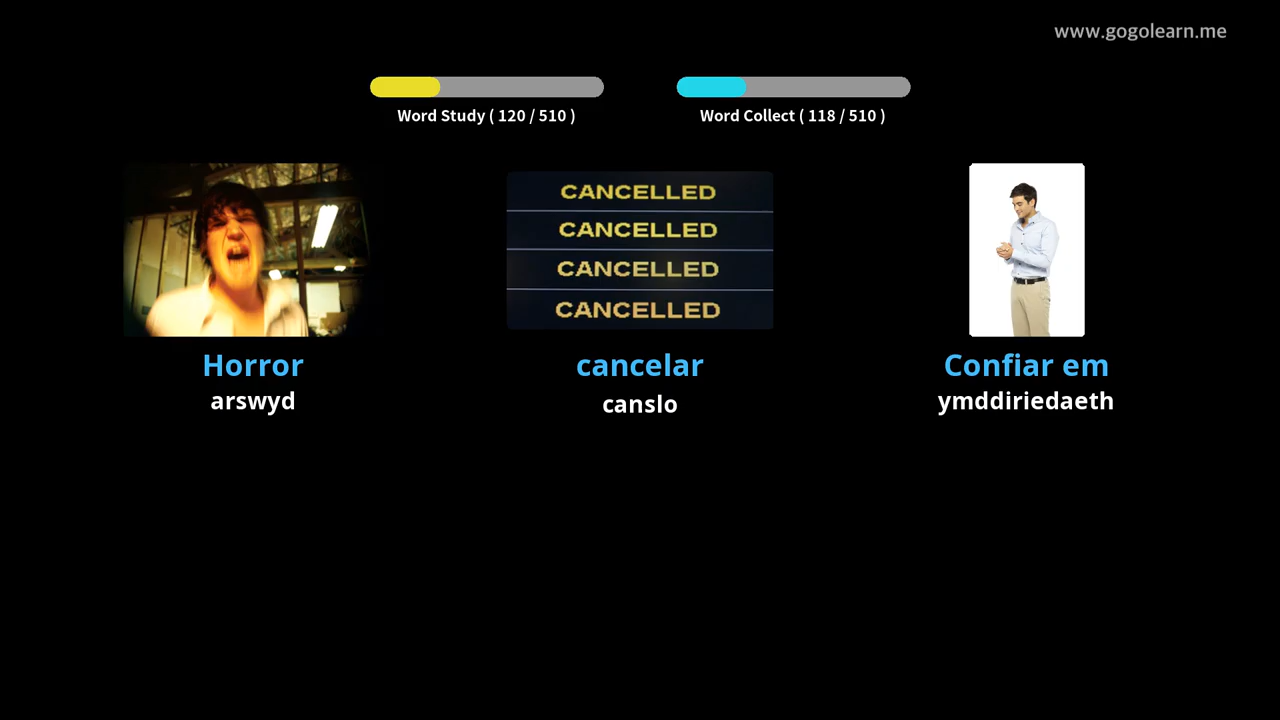 www.gogolearn.me
Word Study ( 120 / 510 )
Word Collect ( 118 / 510 )
CANCELLED
CANCELLED
CANCELLED
CANCELLED
Horror
cancelar
Confiar em
arswyd
canslo
ymddiriedaeth